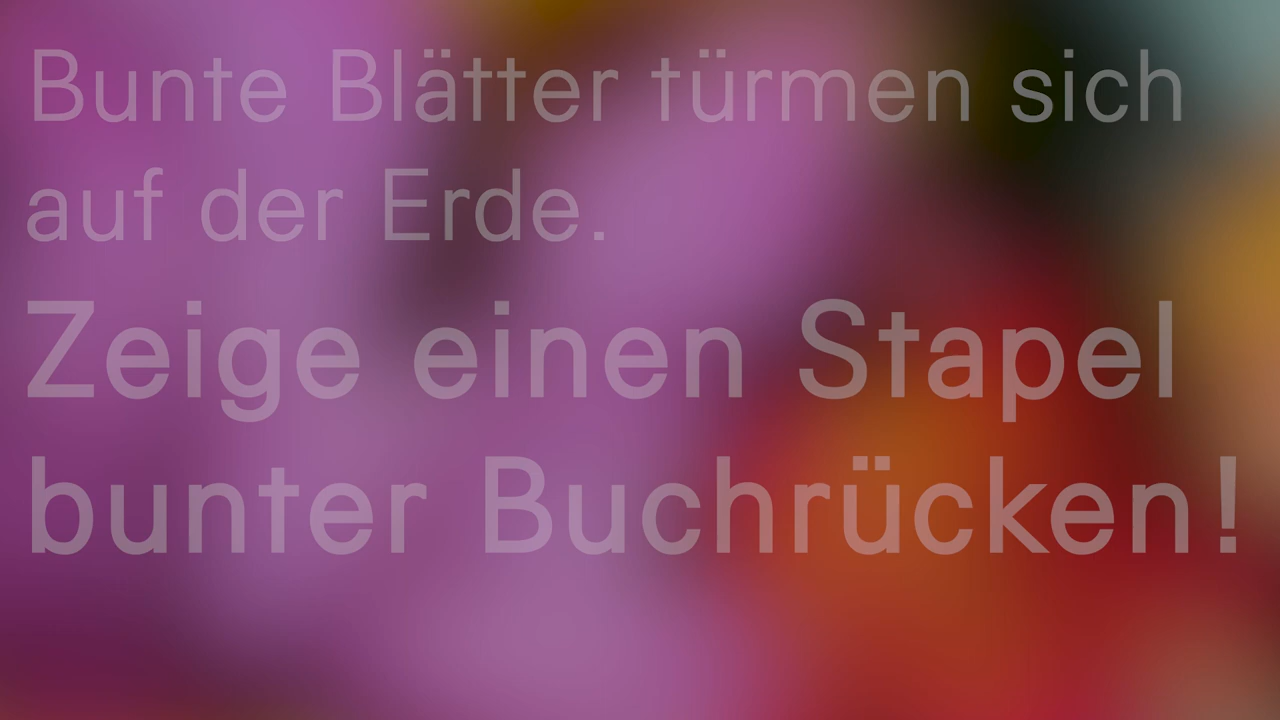 Bunte Blätter türmen sich
auf der Erde.
Zeige einen Stapel
bunter Buchrücken!